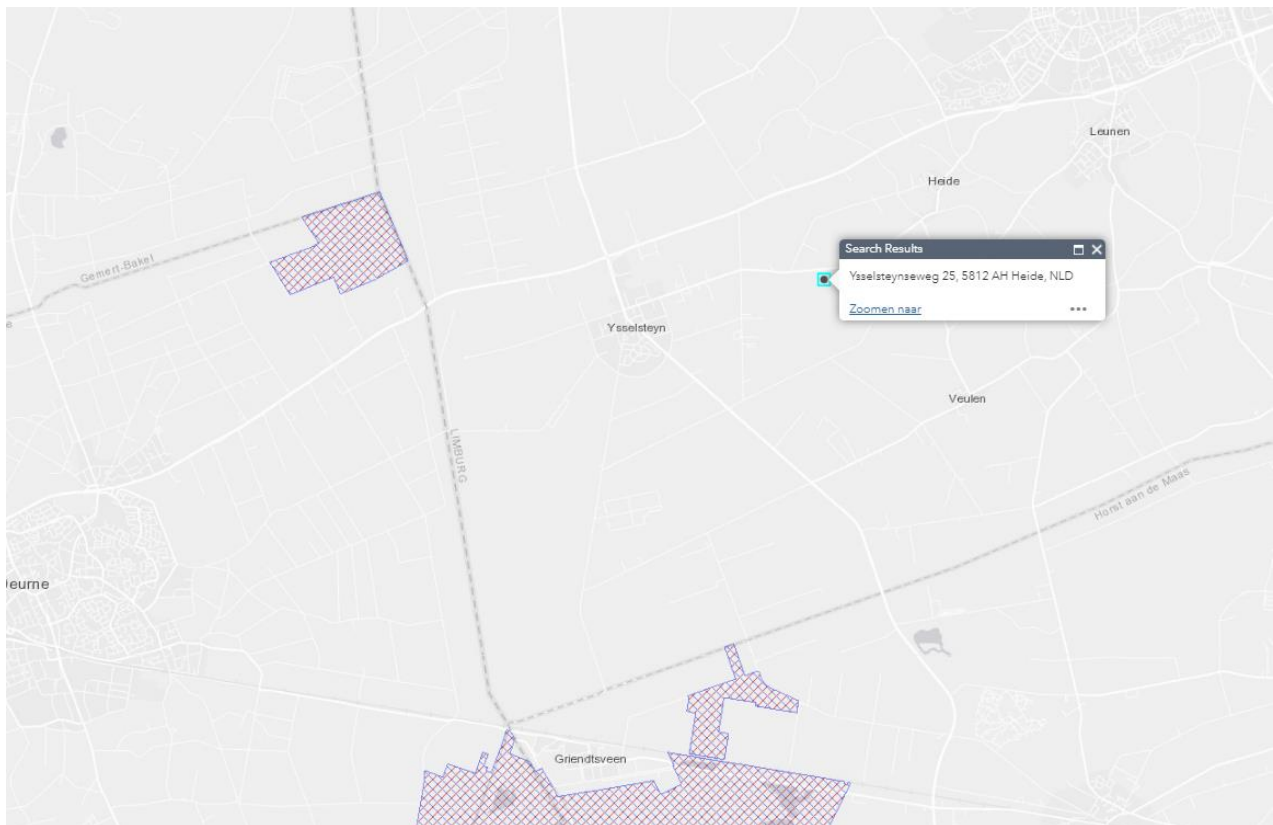 Leunen
Heide
Search Results
Ysselsteynseweg 25, 5812 AH Heide, NLD
Zoomen naar
Gemert-Bakel
Ysselsteyn
Veulen
LIMBURG
Horst aan de Maas
eurne
Griendtsveen